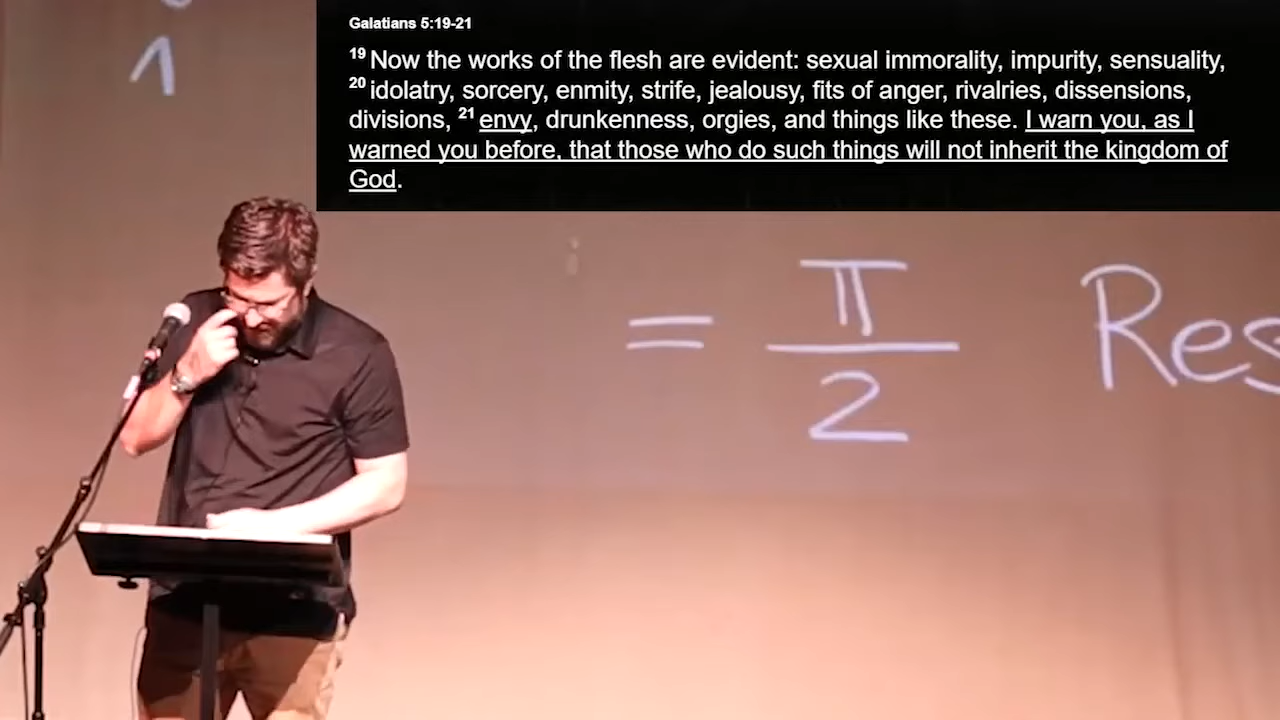 Galatians 5:19-21
19 Now the works of the flesh are evident: sexual immorality, impurity, sensuality,
20 idolatry, sorcery, enmity, strife, jealousy, fits of anger, rivalries, dissensions,
divisions, 21 envy, drunkenness, orgies, and things like these. I warn you, as I
warned you before, that those who do such things will not inherit the kingdom of
God.
1
= π/2 Res